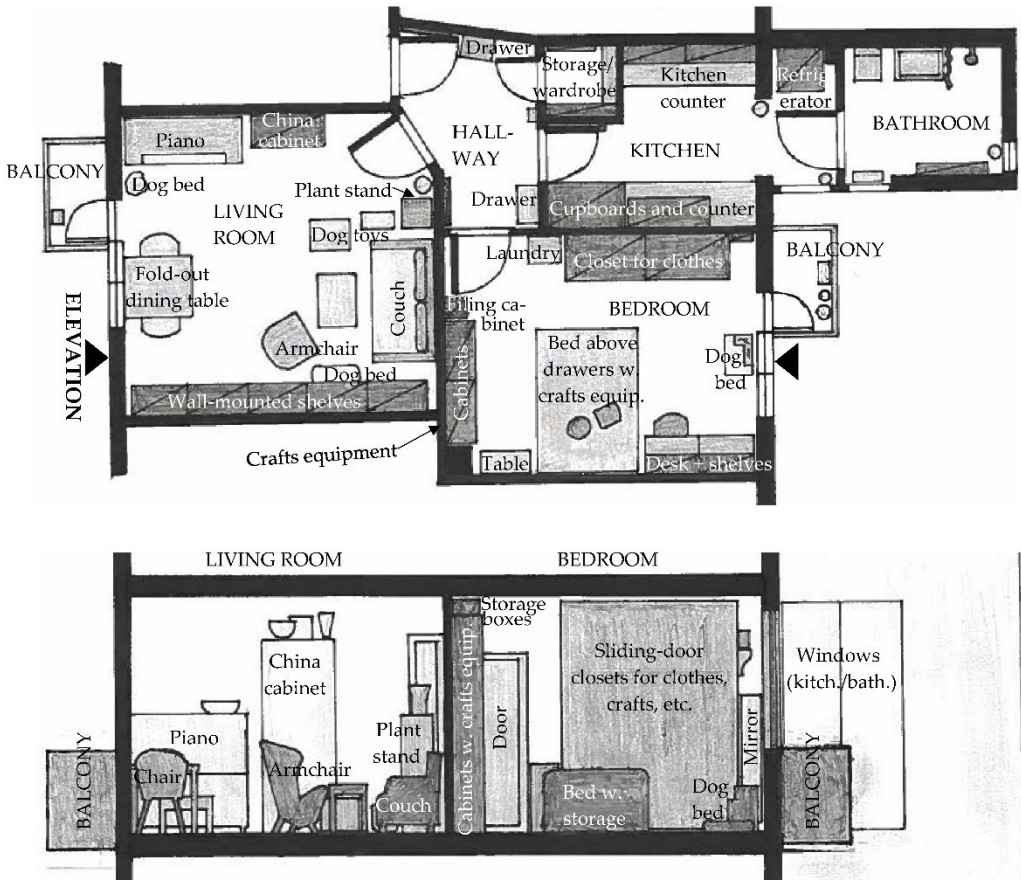 Drawer
Storage/
wardrobe
Kitchen
counter
Refrig
erator
China
cabinet
Piano
HALL-
WAY
KITCHEN
BATHROOM
BALCONY
Dog bed
Plant stand
LIVING
ROOM
Drawer
Cupboards and counter
Dog toys
Laundry
Closet for clothes
BALCONY
Fold-out
dining table
Couch
Filing ca-
binet
BEDROOM
ELEVATION
Armchair
Dog bed
Cabinets
Bed above
drawers w.
crafts equip.
Dog
bed
Wall-mounted shelves
Crafts equipment
Table
Desk + shelves
LIVING ROOM
BEDROOM
Storage
boxes
China
cabinet
Cabinets w. crafts equip.
Sliding-door
closets for clothes,
crafts, etc.
Windows
(kitch./bath.)
Piano
Plant
stand
Door
Mirror
BALCONY
Chair
Armchair
Couch
Bed w.
storage
Dog
bed
BALCONY